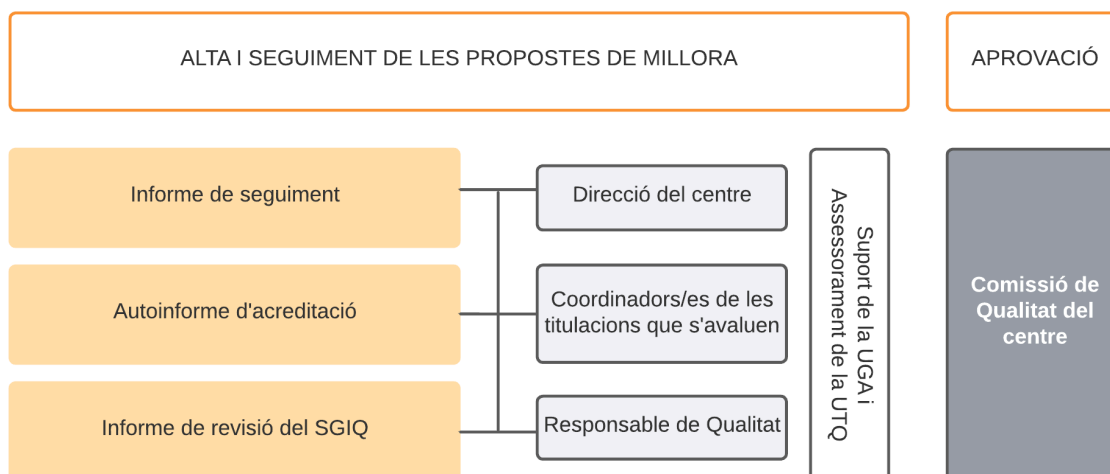 ALTA I SEGUIMENT DE LES PROPOSTES DE MILLORA
APROVACIÓ
Informe de seguiment
Direcció del centre
Autoinforme d'acreditació
Coordinadors/es de les
titulacions que s'avaluen
Informe de revisió del SGIQ
Responsable de Qualitat
Suport de la UGA i
Assessorament de la UTQ
Comissió de
Qualitat del
centre